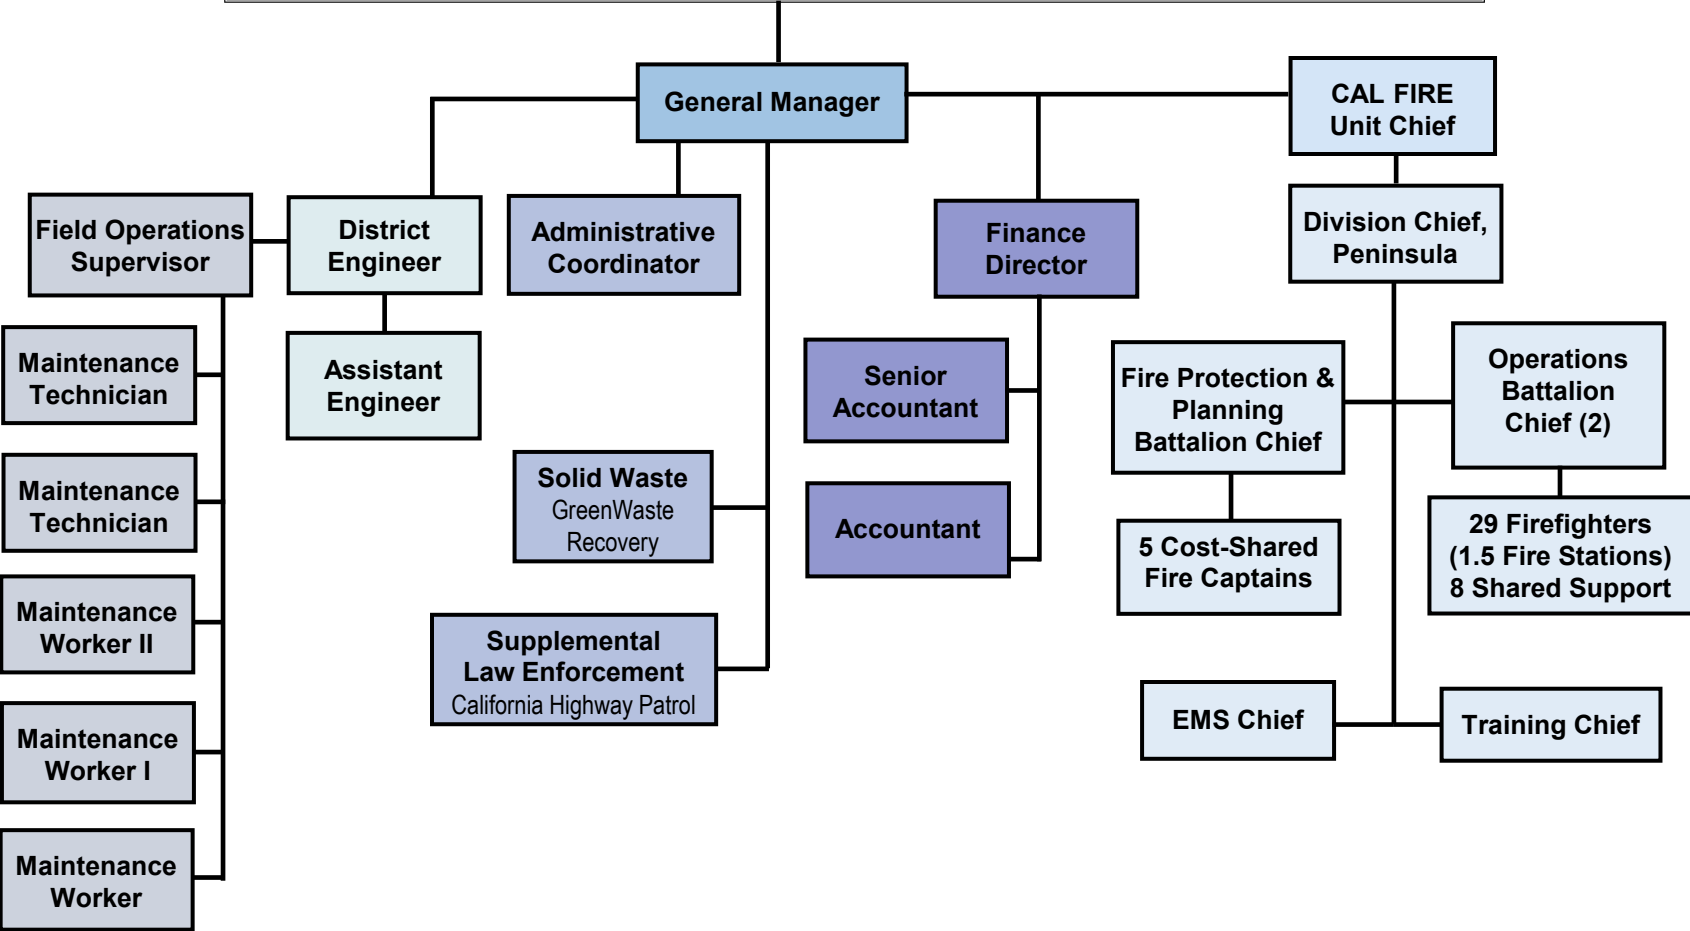 General Manager
CAL FIRE
Unit Chief
Field Operations
Supervisor
District
Engineer
Administrative
Coordinator
Finance
Director
Division Chief,
Peninsula
Maintenance
Technician
Assistant
Engineer
Senior
Accountant
Fire Protection &
Planning
Battalion Chief
Operations
Battalion
Chief (2)
Maintenance
Technician
Solid Waste
GreenWaste
Recovery
Accountant
5 Cost-Shared
Fire Captains
29 Firefighters
(1.5 Fire Stations)
8 Shared Support
Maintenance
Worker II
Supplemental
Law Enforcement
California Highway Patrol
EMS Chief
Training Chief
Maintenance
Worker I
Maintenance
Worker